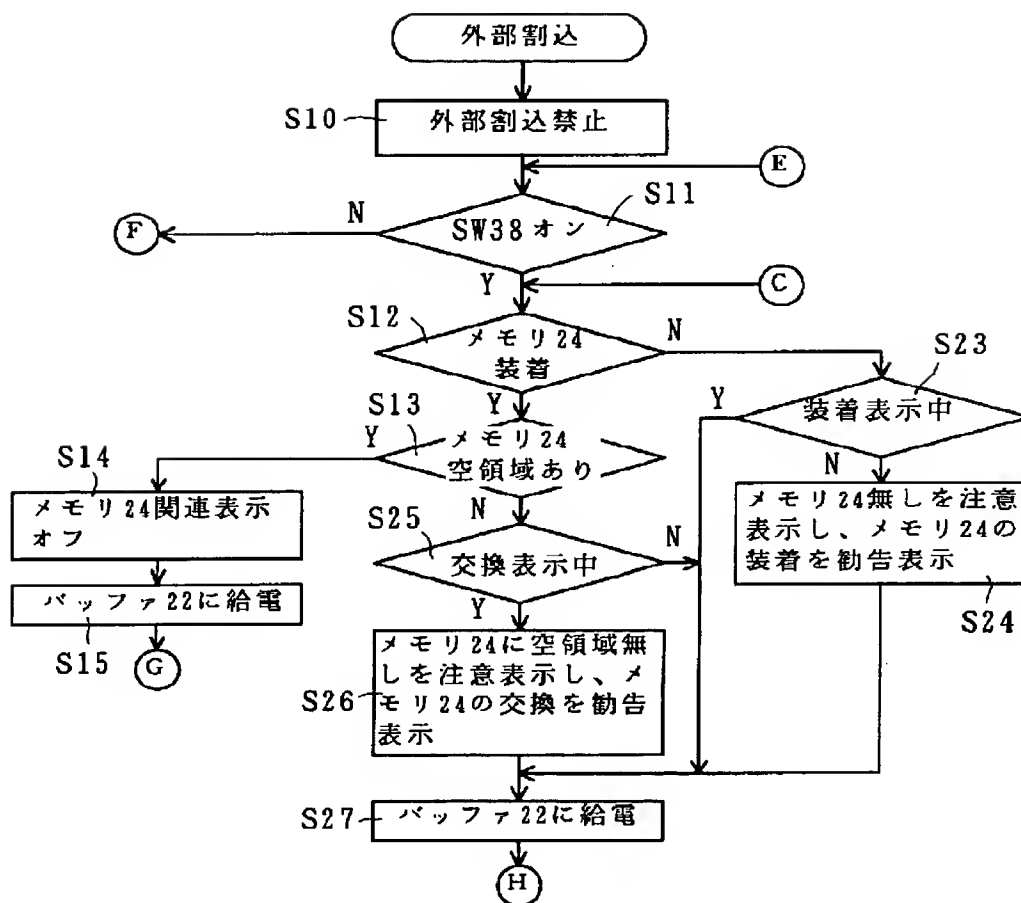 外部割込
S10
外部割込禁止
E
S11
N
F
SW38オン
Y
C
S12
メモリ24
装着
N
S23
Y
S13
Y
装着表示中
Y
メモリ24
空領域あり
N
S14
メモリ24関連表示
オフ
N
S25
交換表示中
N
メモリ24無しを注意
表示し、メモリ24の
装着を勧告表示
S24
バッファ22に給電
S15
G
Y
メモリ24に空領域無
しを注意表示し、メ
モリ24の交換を勧告
表示
S26
S27
バッファ22に給電
H